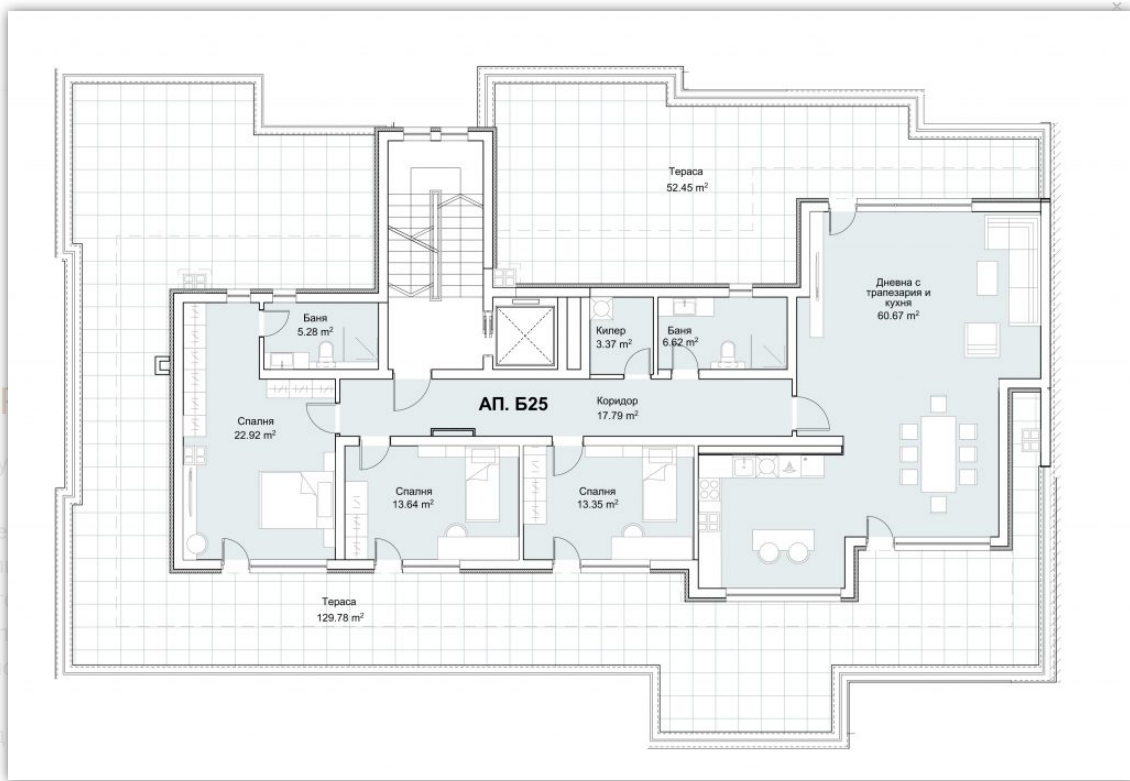 Тераса
52.45 m²
Дневна с
трапезария и
кухня
60.67 m²
Баня
5.28 m²
Килер
3.37 m²
Баня
6.62 m²
АП. Б25
Коридор
17.79 m²
Спалня
22.92 m²
Спалня
13.64 m²
Спалня
13.35 m²
Тераса
129.78 m²